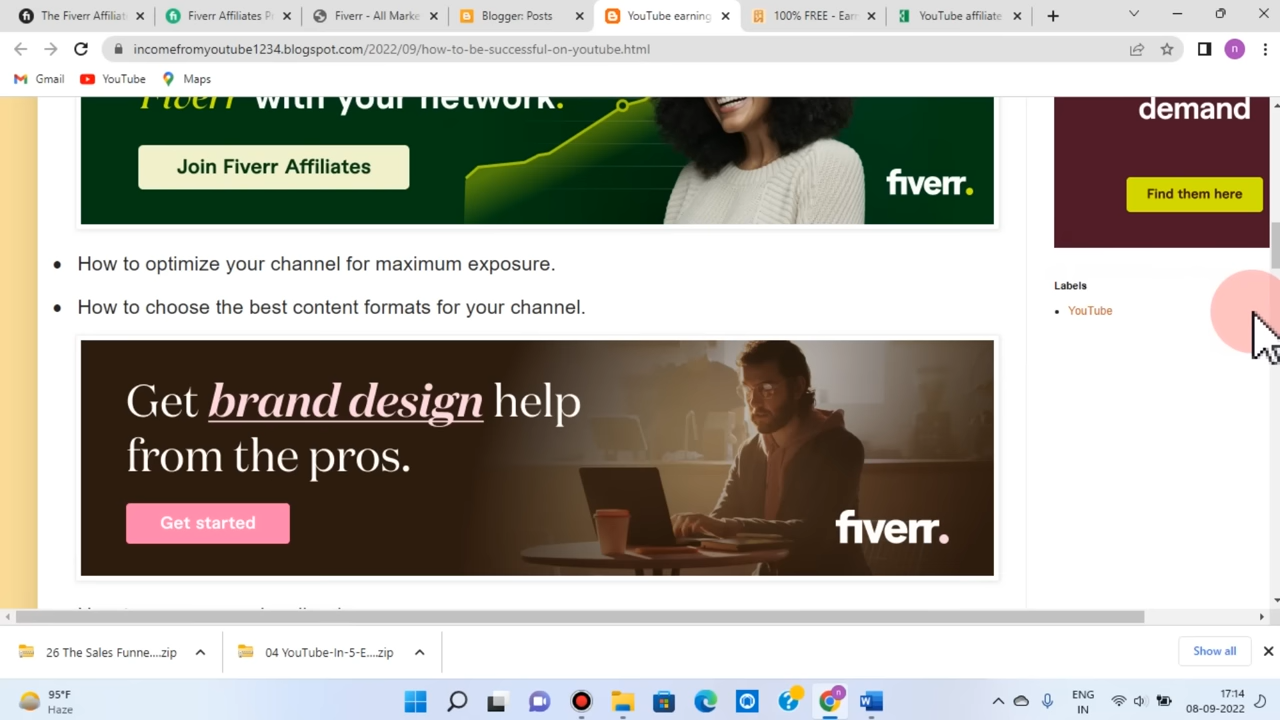 The Fiverr Affiliat
Fiverr Affiliates P
Fiverr - All Marke
Blogger: Posts
YouTube earning
100% FREE - Earn
YouTube affiliate
incomefromyoutube1234.blogspot.com/2022/09/how-to-be-successful-on-youtube.html
n
Gmail
YouTube
Maps
Fiverr with your network.
Join Fiverr Affiliates
fiverr.
demand
Find them here
• How to optimize your channel for maximum exposure.
• How to choose the best content formats for your channel.
Labels
• YouTube
Get brand design help
from the pros.
Get started
fiverr.
26 The Sales Funne....zip
04 YouTube-In-5-E....zip
Show all
95°F
Haze
ENG
IN
17:14
08-09-2022